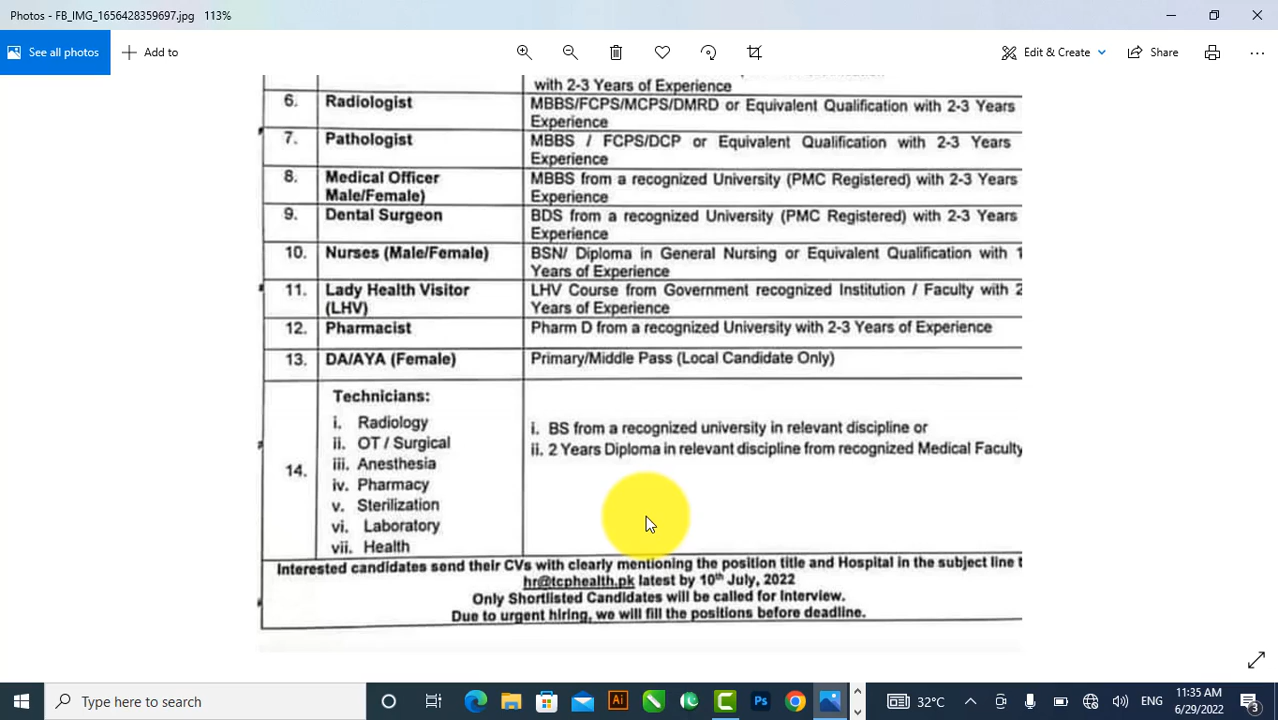 Photos - FB_IMG_1656428359697.jpg 113%
See all photos
Add to
Edit & Create
Share
with 2-3 Years of Experience
6. Radiologist MBBS/FCPS/MCPS/DMRD or Equivalent Qualification with 2-3 Years
Experience
7. Pathologist MBBS / FCPS/DCP or Equivalent Qualification with 2-3 Years
Experience
8. Medical Officer MBBS from a recognized University (PMC Registered) with 2-3 Years
Male/Female) Experience
9. Dental Surgeon BDS from a recognized University (PMC Registered) with 2-3 Years
Experience
10. Nurses (Male/Female) BSN/ Diploma in General Nursing or Equivalent Qualification with 1
Years of Experience
11. Lady Health Visitor LHV Course from Government recognized Institution / Faculty with 2
(LHV) Years of Experience
12. Pharmacist Pharm D from a recognized University with 2-3 Years of Experience
13. DA/AYA (Female) Primary/Middle Pass (Local Candidate Only)
14.
Technicians:
i. Radiology
ii. OT / Surgical
iii. Anesthesia
iv. Pharmacy
v. Sterilization
vi. Laboratory
vii. Health
i. BS from a recognized university in relevant discipline or
ii. 2 Years Diploma in relevant discipline from recognized Medical Faculty
Interested candidates send their CVs with clearly mentioning the position title and Hospital in the subject line t
hr@tcphealth.pk latest by 10th July, 2022
Only Shortlisted Candidates will be called for Interview.
Due to urgent hiring, we will fill the positions before deadline.
Type here to search
Ai
Ps
32°C
ENG
11:35 AM
6/29/2022
3